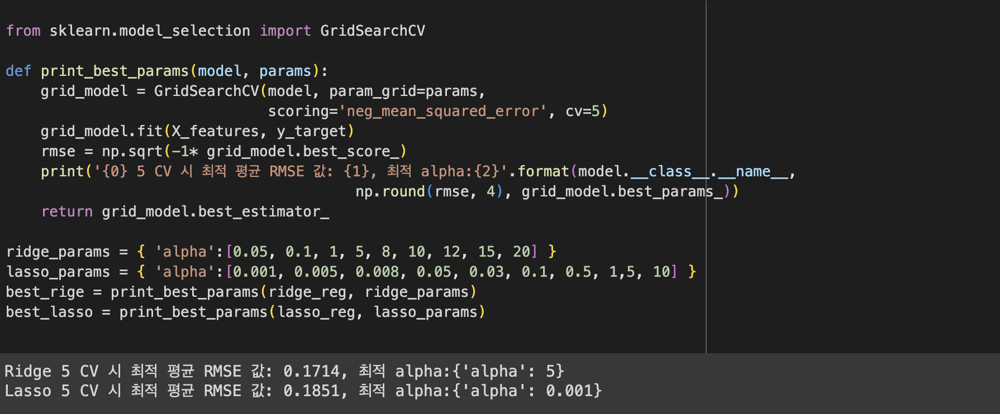 from sklearn.model_selection import GridSearchCV
def print_best_params(model, params):
    grid_model = GridSearchCV(model, param_grid=params,
                              scoring='neg_mean_squared_error', cv=5)
    grid_model.fit(X_features, y_target)
    rmse = np.sqrt(-1* grid_model.best_score_)
    print('{0} 5 CV 시 최적 평균 RMSE 값: {1}, 최적 alpha:{2}'.format(model.__class__.__name__,
                                        np.round(rmse, 4), grid_model.best_params_))
    return grid_model.best_estimator_
ridge_params = { 'alpha':[0.05, 0.1, 1, 5, 8, 10, 12, 15, 20] }
lasso_params = { 'alpha':[0.001, 0.005, 0.008, 0.05, 0.03, 0.1, 0.5, 1,5, 10] }
best_rige = print_best_params(ridge_reg, ridge_params)
best_lasso = print_best_params(lasso_reg, lasso_params)
Ridge 5 CV 시 최적 평균 RMSE 값: 0.1714, 최적 alpha:{'alpha': 5}
Lasso 5 CV 시 최적 평균 RMSE 값: 0.1851, 최적 alpha:{'alpha': 0.001}